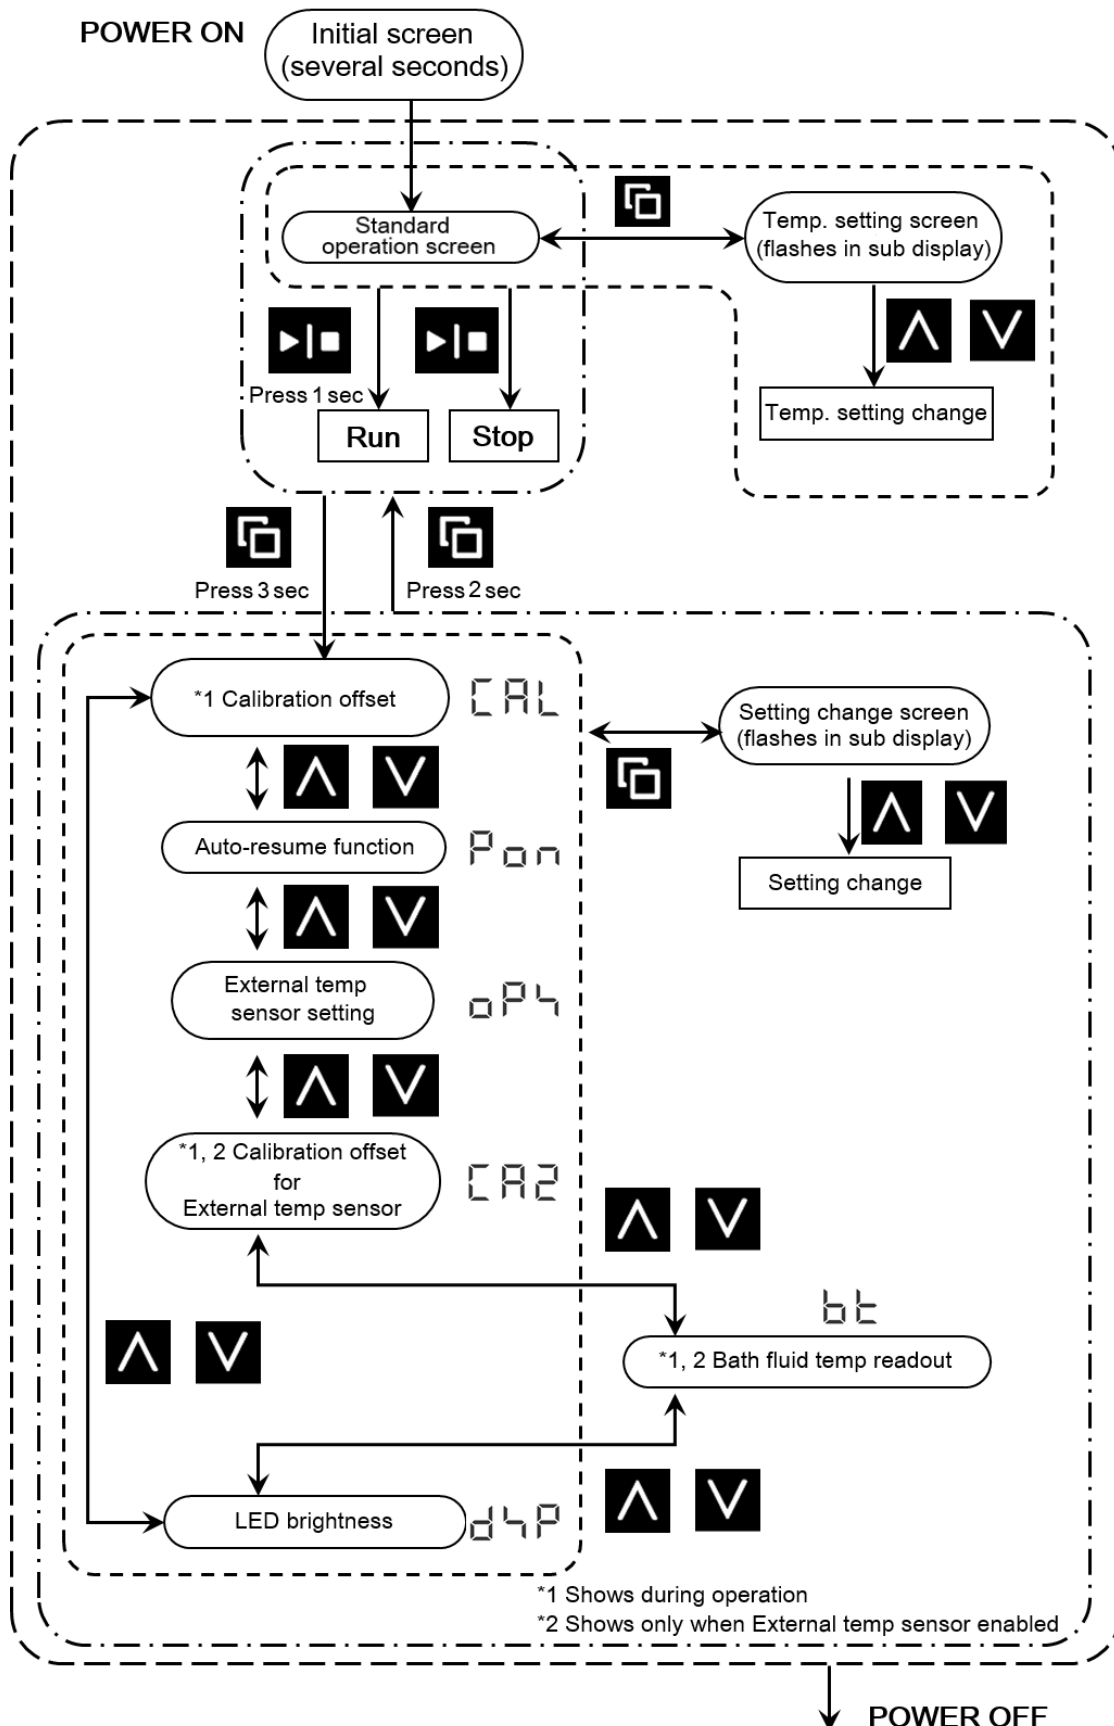 POWER ON
Initial screen
(several seconds)
Standard
operation screen
Temp. setting screen
(flashes in sub display)
Press 1 sec
Run
Stop
Temp. setting change
Press 3 sec
Press 2 sec
*1 Calibration offset
CAL
Setting change screen
(flashes in sub display)
Auto-resume function
Pon
Setting change
External temp
sensor setting
oPh
*1, 2 Calibration offset
for
External temp sensor
CA2
bt
*1, 2 Bath fluid temp readout
LED brightness
d4P
*1 Shows during operation
*2 Shows only when External temp sensor enabled
POWER OFF